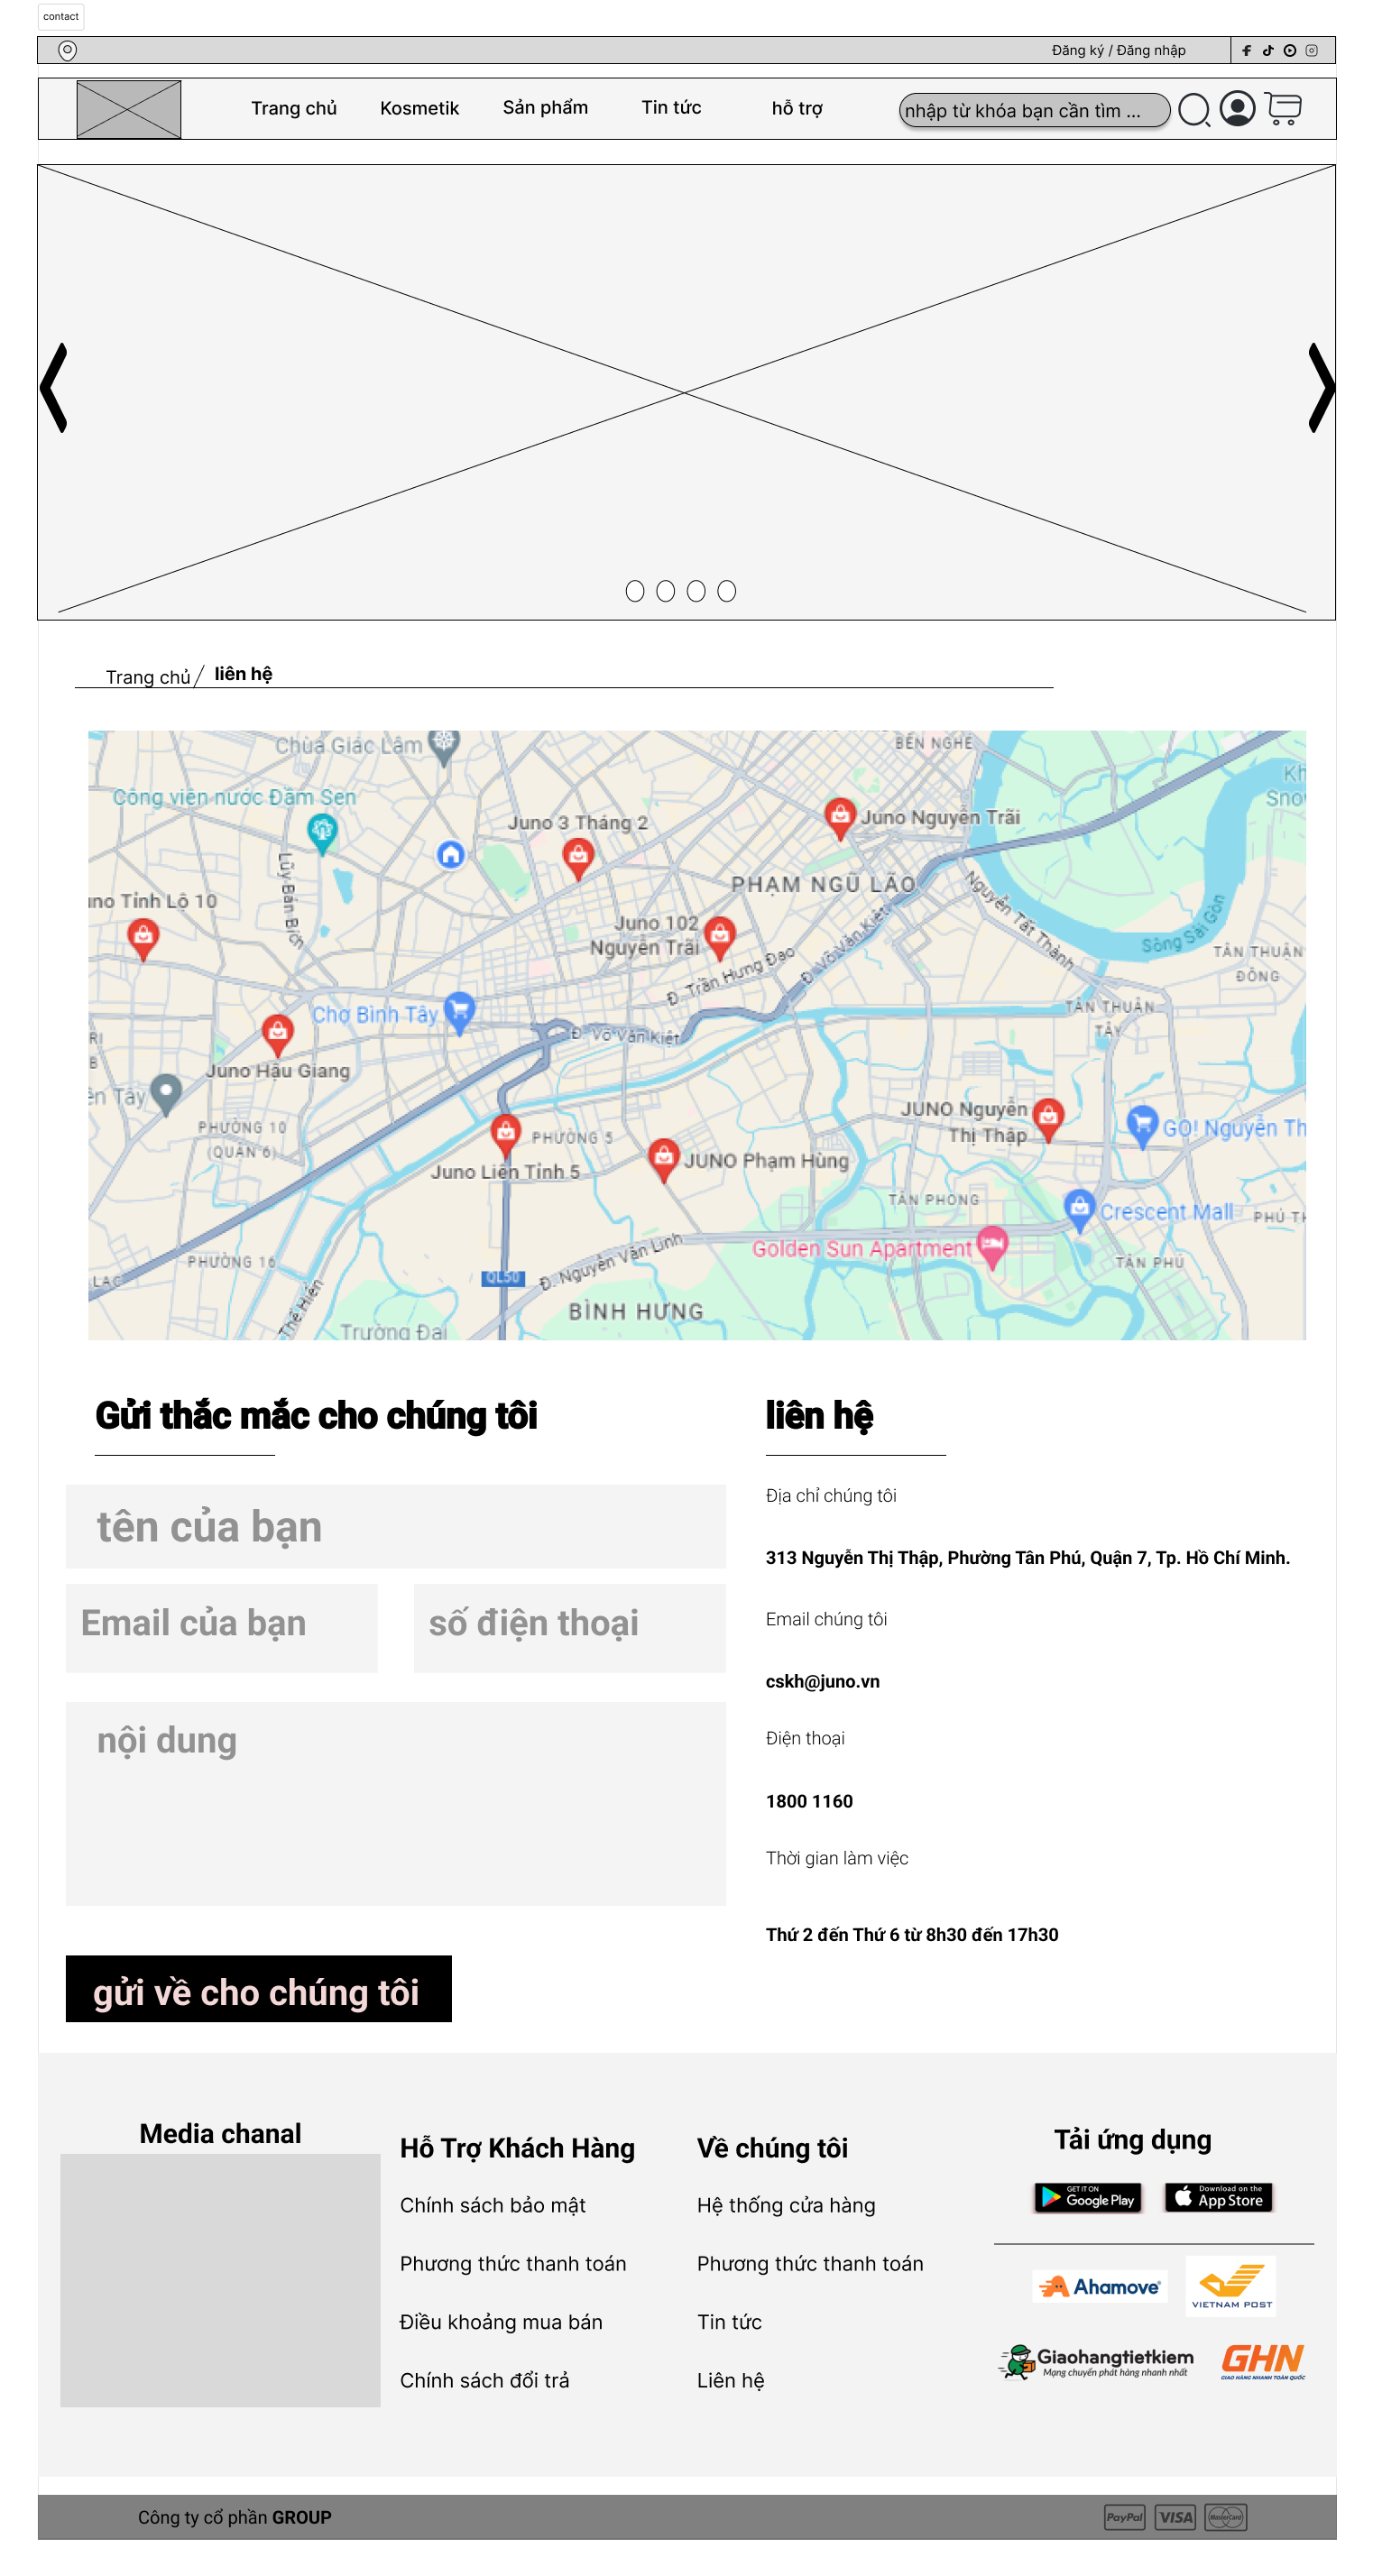 contact
Đăng ký / Đăng nhập
Trang chủ
Kosmetik
Sản phẩm
Tin tức
hỗ trợ
nhập từ khóa bạn cần tìm ...
Trang chủ / liên hệ
Chùa Giác Lâm
BẾN NGHÉ
Công viên nước Đầm Sen
Juno 3 Tháng 2
Juno Nguyễn Trãi
Lũy Bán Bích
PHẠM NGŨ LÃO
Nguyễn Tất Thành
uno Tỉnh Lộ 10
Juno 102
Nguyễn Trãi
Sông Sài Gòn
TÂN THUẬN
ĐÔNG
Đ. Trần Hưng Đạo
Đ. Võ Văn Kiệt
Chợ Bình Tây
Đ. Võ Văn Kiệt
TÂN THUẬN
TÂY
Juno Hậu Giang
ên Tây
PHƯỜNG 10
(QUẬN 6)
PHƯỜNG 5
Juno Liên Tỉnh 5
JUNO Phạm Hùng
JUNO Nguyễn
Thị Thập
GO! Nguyễn Th
TÂN PHONG
Crescent Mall
PHÚ TH
Golden Sun Apartment
TÂN PHÚ
PHƯỜNG 16
QL50
Đ. Nguyễn Văn Linh
BÌNH HƯNG
Trường Đại
Gửi thắc mắc cho chúng tôi
tên của bạn
Email của bạn
số điện thoại
nội dung
gửi về cho chúng tôi
liên hệ
Địa chỉ chúng tôi
313 Nguyễn Thị Thập, Phường Tân Phú, Quận 7, Tp. Hồ Chí Minh.
Email chúng tôi
cskh@juno.vn
Điện thoại
1800 1160
Thời gian làm việc
Thứ 2 đến Thứ 6 từ 8h30 đến 17h30
Media chanal
Hỗ Trợ Khách Hàng
Chính sách bảo mật
Phương thức thanh toán
Điều khoảng mua bán
Chính sách đổi trả
Về chúng tôi
Hệ thống cửa hàng
Phương thức thanh toán
Tin tức
Liên hệ
Tải ứng dụng
GET IT ON
Google Play
Download on the
App Store
Ahamove
VIETNAM POST
Giaohangtietkiem
Mạng chuyển phát hàng nhanh nhất
GHN
GIAO HÀNG NHANH TOÀN QUỐC
Công ty cổ phần GROUP
PayPal
VISA
MasterCard